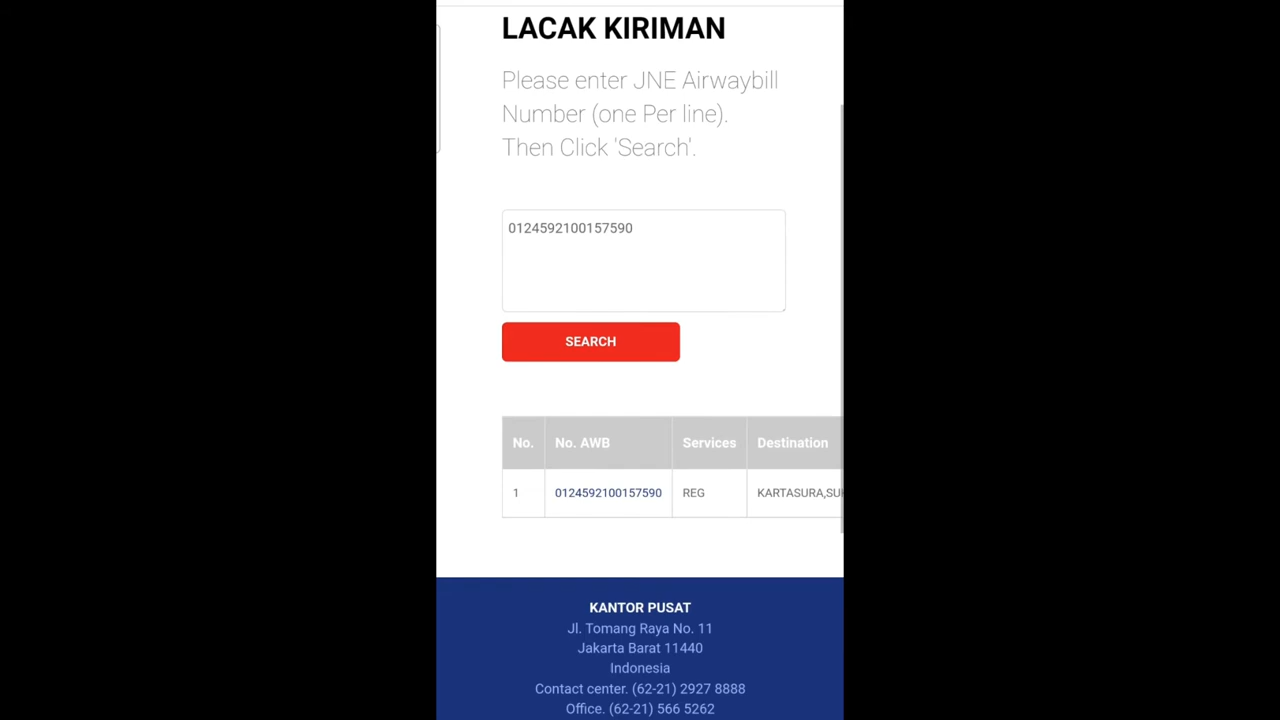 LACAK KIRIMAN
Please enter JNE Airwaybill
Number (one Per line).
Then Click 'Search'.
0124592100157590
SEARCH
No. No. AWB Services Destination
1 0124592100157590 REG KARTASURA,SU
KANTOR PUSAT
Jl. Tomang Raya No. 11
Jakarta Barat 11440
Indonesia
Contact center. (62-21) 2927 8888
Office. (62-21) 566 5262